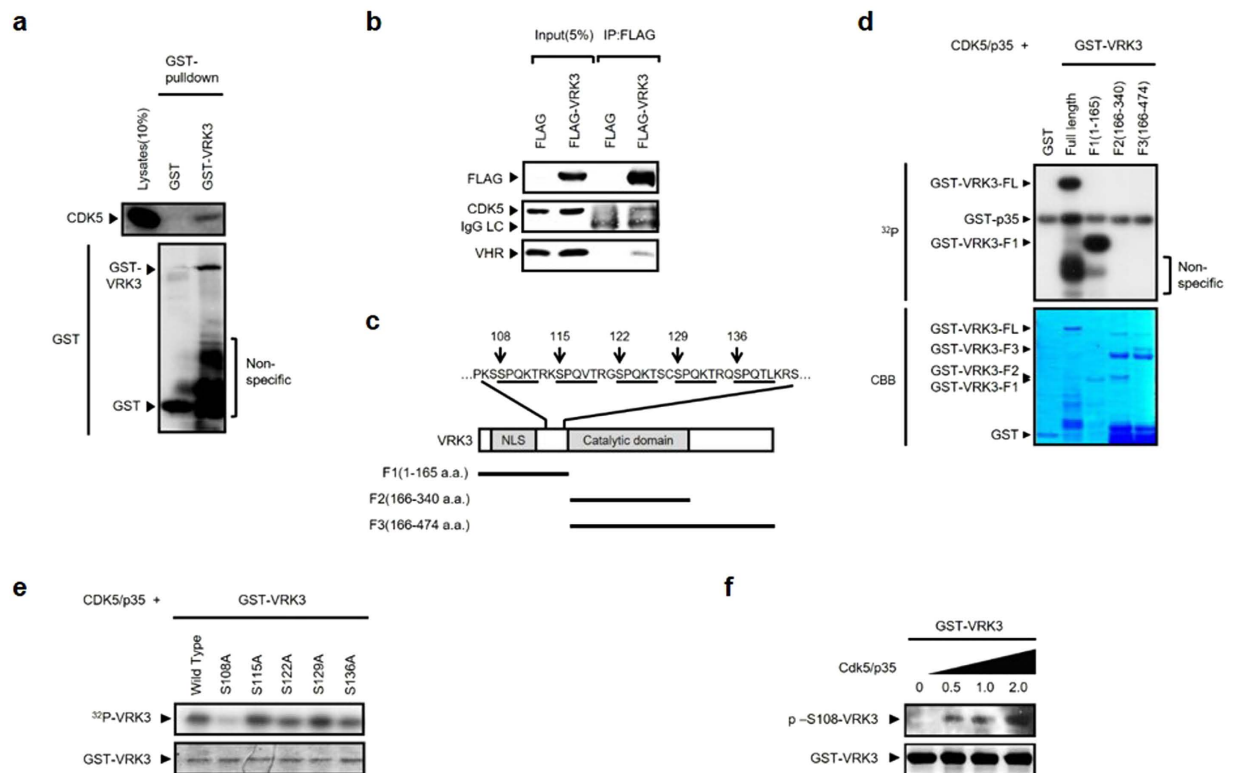 a
GST-
pulldown
Lysates(10%)
GST
GST-VRK3
CDK5
GST-
VRK3
GST
Non-
specific
GST
b
Input(5%) IP:FLAG
FLAG
FLAG-VRK3
FLAG
FLAG-VRK3
FLAG
CDK5
IgG LC
VHR
c
108 115 122 129 136
...PKSSPQKTRKSPQVTRGSPQKTSCSPQKTRQSPQTLKRS...
VRK3 NLS Catalytic domain
F1(1-165 a.a.)
F2(166-340 a.a.)
F3(166-474 a.a.)
d
CDK5/p35 + GST-VRK3
GST
Full length
F1(1-165)
F2(166-340)
F3(166-474)
32P
GST-VRK3-FL
GST-p35
GST-VRK3-F1
Non-
specific
CBB
GST-VRK3-FL
GST-VRK3-F3
GST-VRK3-F2
GST-VRK3-F1
GST
e
CDK5/p35 + GST-VRK3
Wild Type
S108A
S115A
S122A
S129A
S136A
32P-VRK3
GST-VRK3
f
GST-VRK3
Cdk5/p35
0 0.5 1.0 2.0
p –S108-VRK3
GST-VRK3